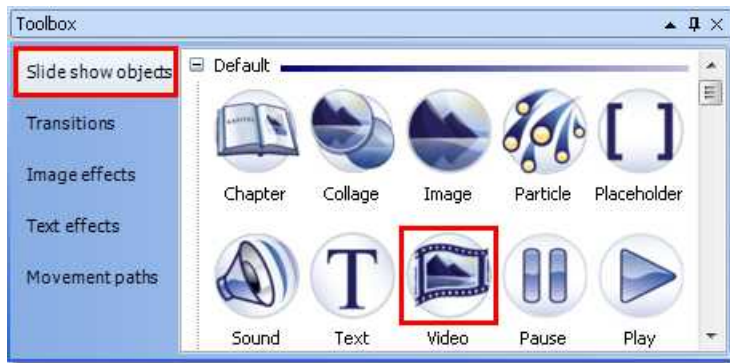 Toolbox
Slide show objects
Transitions
Image effects
Text effects
Movement paths
Default
Chapter Collage Image Particle Placeholder
Sound Text Video Pause Play